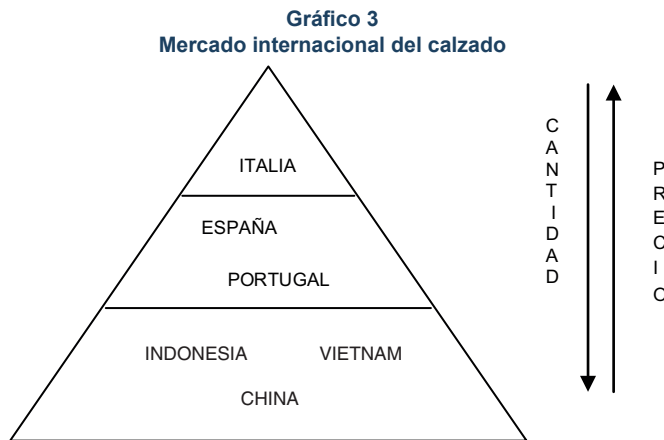 Gráfico 3
Mercado internacional del calzado
ITALIA
ESPAÑA
PORTUGAL
INDONESIA VIETNAM
CHINA
CANTIDAD
PRECIO